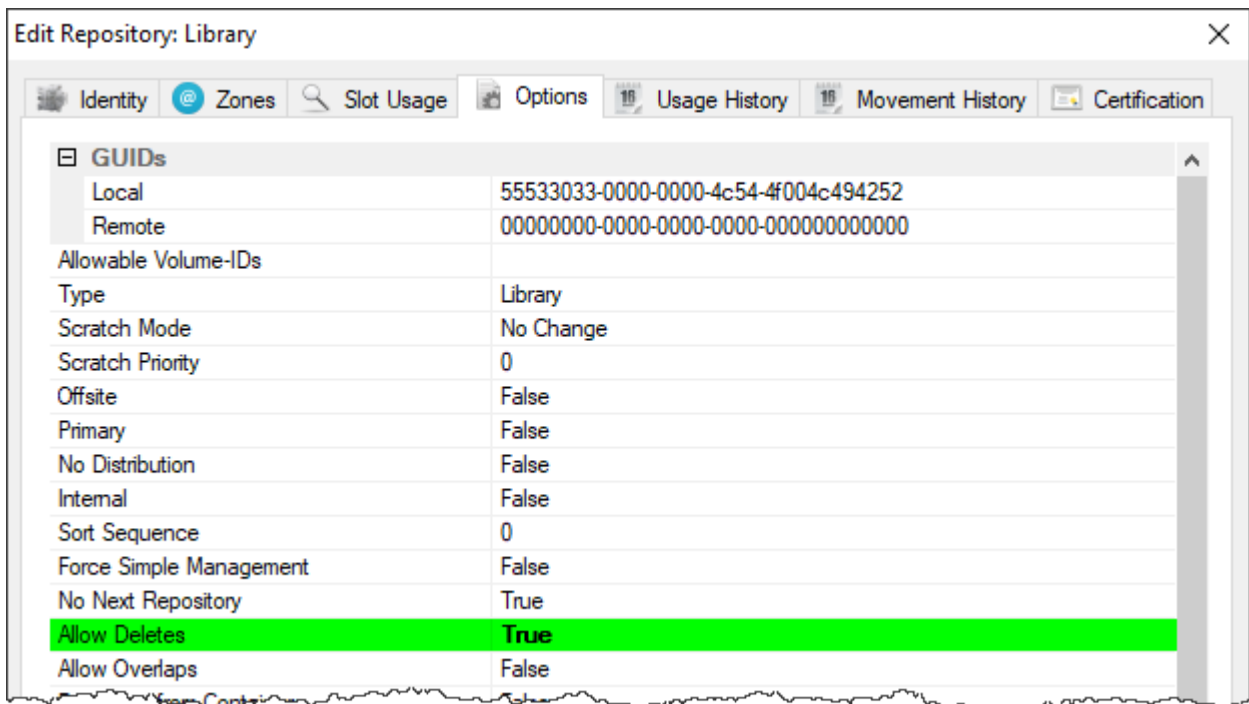 Edit Repository: Library
Identity Zones Slot Usage Options 16 Usage History 16 Movement History Certification
GUIDs
Local 55533033-0000-0000-4c54-4f004c494252
Remote 00000000-0000-0000-0000-000000000000
Allowable Volume-IDs
Type Library
Scratch Mode No Change
Scratch Priority 0
Offsite False
Primary False
No Distribution False
Internal False
Sort Sequence 0
Force Simple Management False
No Next Repository True
Allow Deletes True
Allow Overlaps False